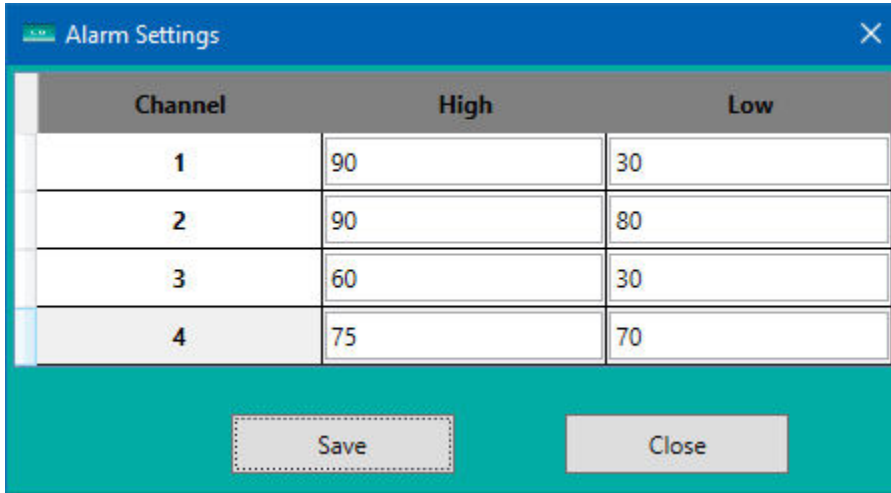 Alarm Settings
Channel High Low
1 90 30
2 90 80
3 60 30
4 75 70
Save Close